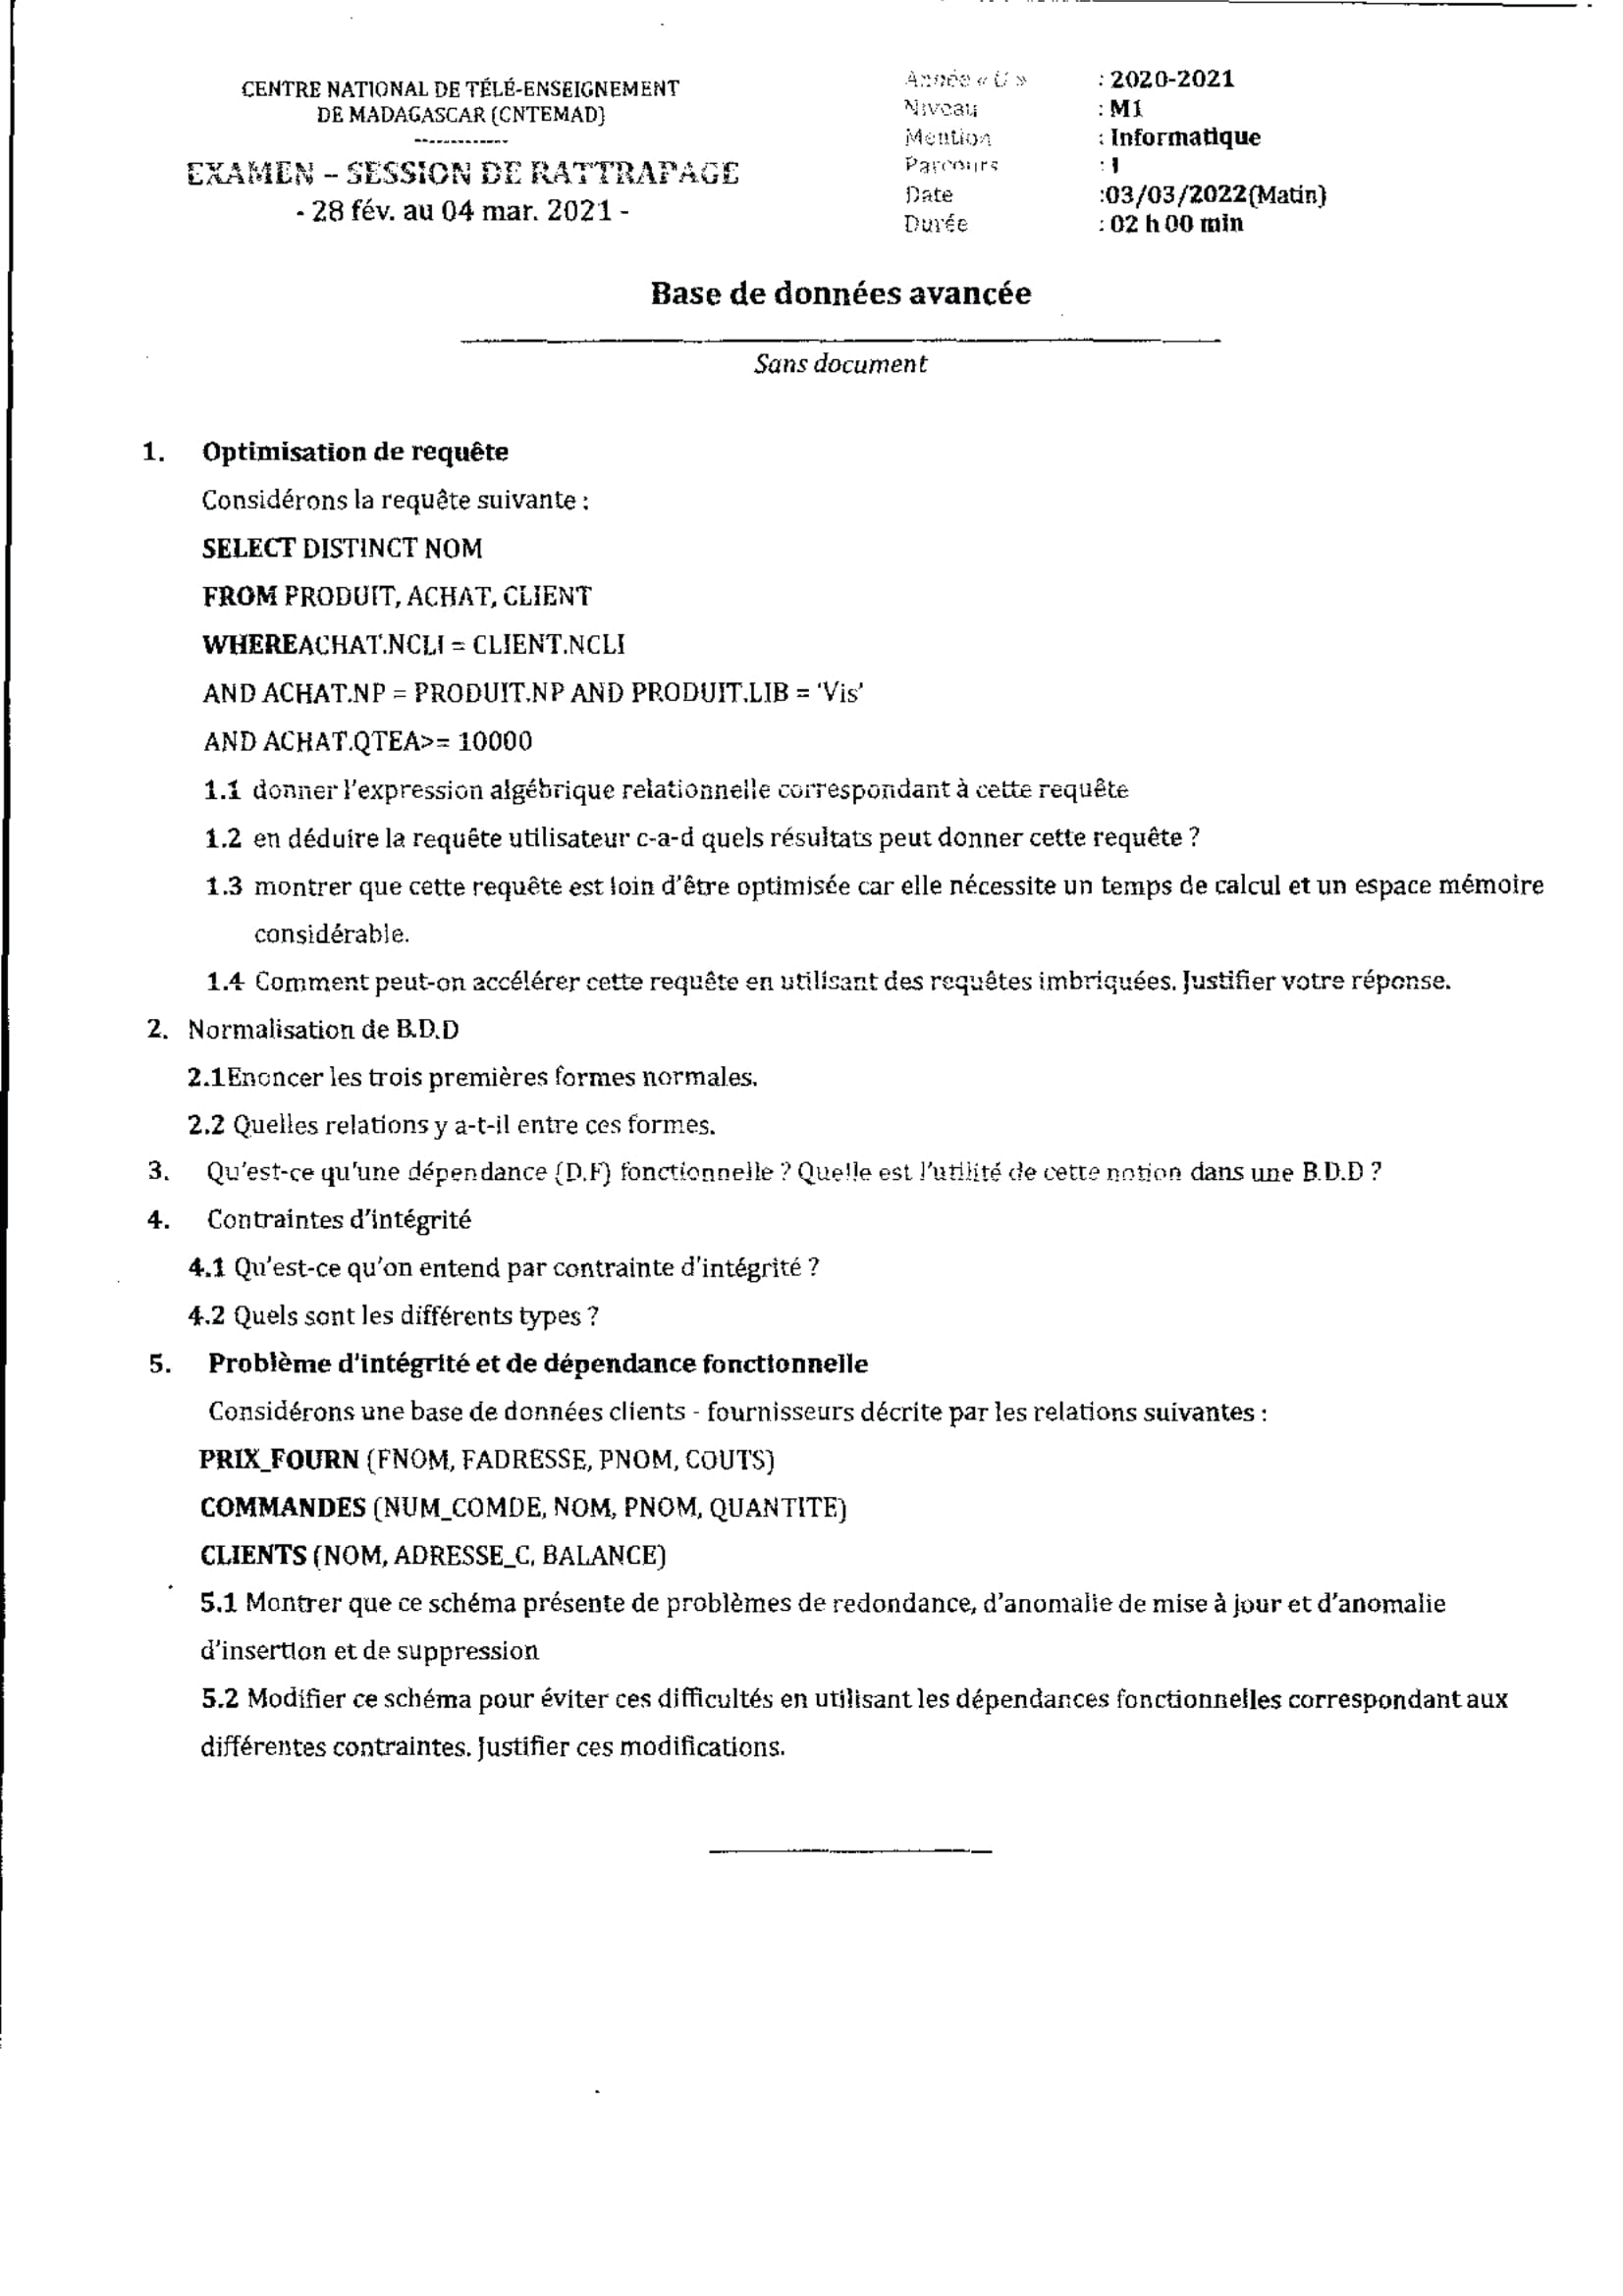 CENTRE NATIONAL DE TÉLÉ-ENSEIGNEMENT
DE MADAGASCAR (CNTEMAD)
-------------
EXAMEN – SESSION DE RATTRAPAGE
- 28 fév. au 04 mar. 2021 -
Année « U » : 2020-2021
Niveau : M1
Mention : Informatique
Parcours : I
Date :03/03/2022(Matin)
Durée : 02 h 00 min
Base de données avancée
Sans document
1. Optimisation de requête
Considérons la requête suivante :
SELECT DISTINCT NOM
FROM PRODUIT, ACHAT, CLIENT
WHEREACHAT.NCLI = CLIENT.NCLI
AND ACHAT.NP = PRODUIT.NP AND PRODUIT.LIB = ‘Vis’
AND ACHAT.QTEA>= 10000
1.1 donner l’expression algébrique relationnelle correspondant à cette requête
1.2 en déduire la requête utilisateur c-a-d quels résultats peut donner cette requête ?
1.3 montrer que cette requête est loin d’être optimisée car elle nécessite un temps de calcul et un espace mémoire
considérable.
1.4 Comment peut-on accélérer cette requête en utilisant des requêtes imbriquées. Justifier votre réponse.
2. Normalisation de B.D.D
2.1Enoncer les trois premières formes normales.
2.2 Quelles relations y a-t-il entre ces formes.
3. Qu’est-ce qu’une dépendance (D.F) fonctionnelle ? Quelle est l’utilité de cette notion dans une B.D.D ?
4. Contraintes d’intégrité
4.1 Qu’est-ce qu’on entend par contrainte d’intégrité ?
4.2 Quels sont les différents types ?
5. Problème d’intégrité et de dépendance fonctionnelle
Considérons une base de données clients - fournisseurs décrite par les relations suivantes :
PRIX_FOURN (FNOM, FADRESSE, PNOM, COUTS)
COMMANDES (NUM_COMDE, NOM, PNOM, QUANTITE)
CLIENTS (NOM, ADRESSE_C, BALANCE)
5.1 Montrer que ce schéma présente de problèmes de redondance, d’anomalie de mise à jour et d’anomalie
d’insertion et de suppression
5.2 Modifier ce schéma pour éviter ces difficultés en utilisant les dépendances fonctionnelles correspondant aux
différentes contraintes. Justifier ces modifications.